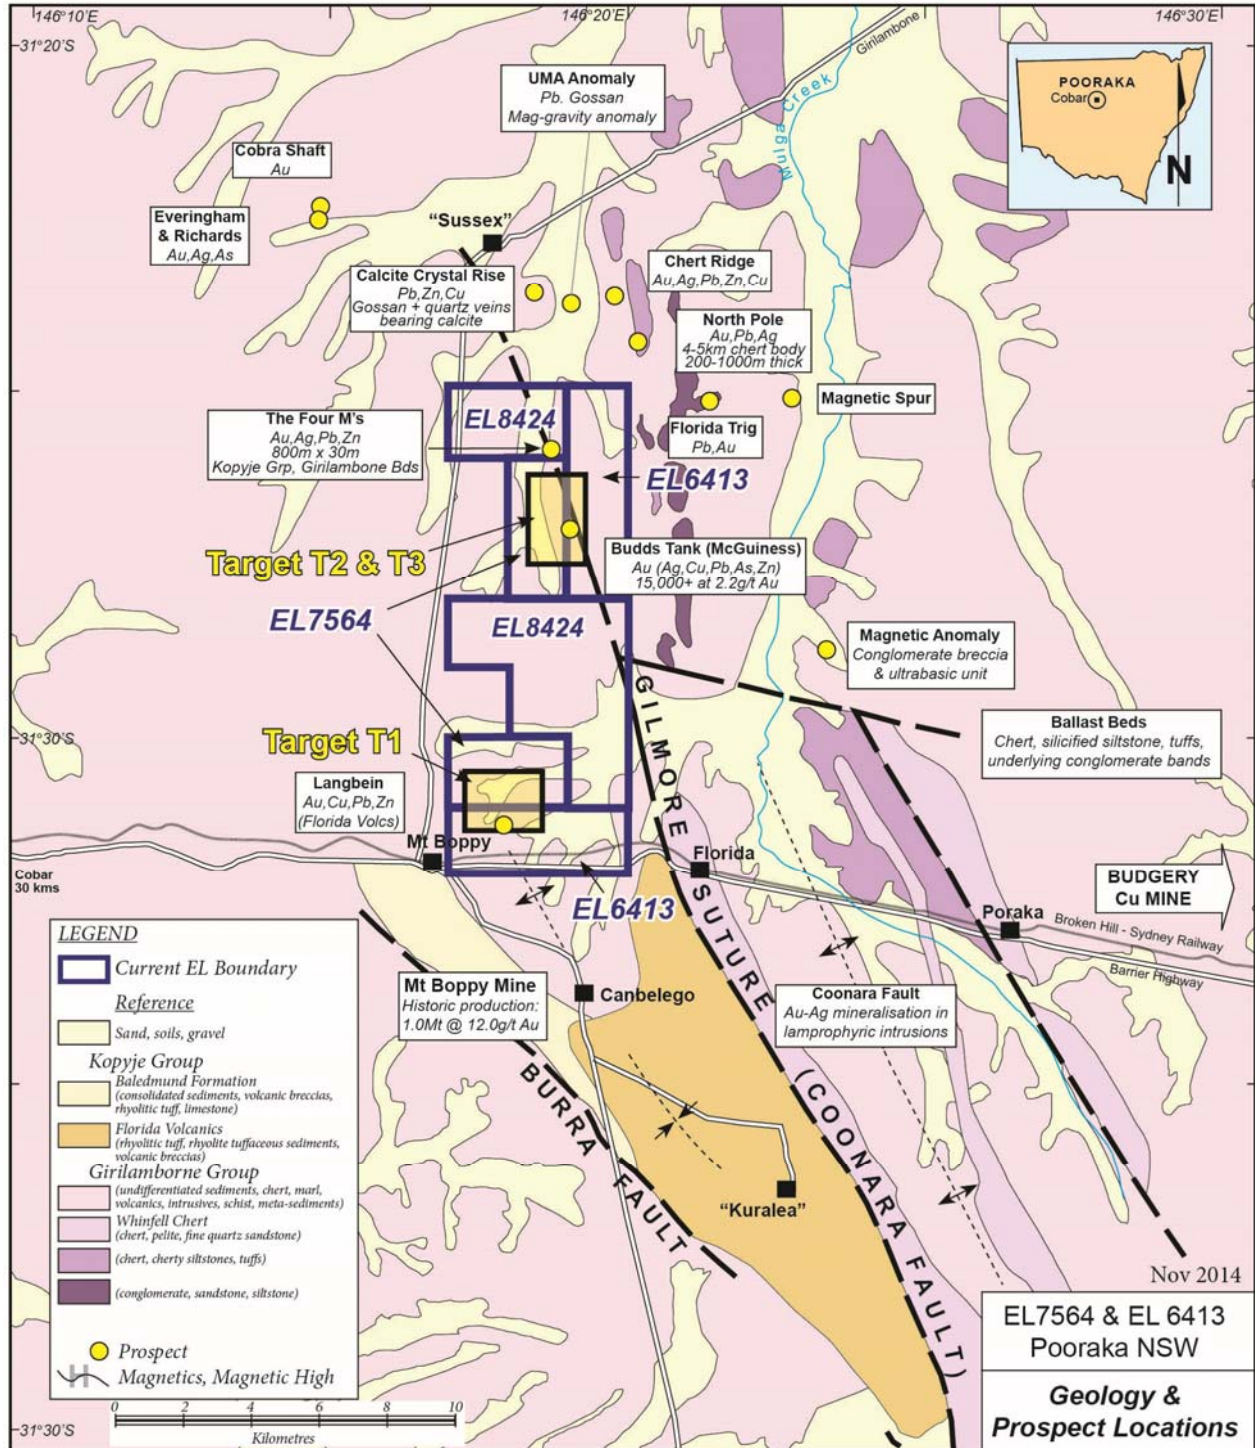 146°10'E
146°20'E
146°30'E
31°20'S
Girilambone
UMA Anomaly
Pb. Gossan
Mag-gravity anomaly
Mulga Creek
POORAKA
Cobar
N
Cobra Shaft
Au
Everingham
& Richards
Au,Ag,As
"Sussex"
Calcite Crystal Rise
Pb,Zn,Cu
Gossan + quartz veins
bearing calcite
Chert Ridge
Au,Ag,Pb,Zn,Cu
North Pole
Au,Pb,Ag
4-5km chert body
200-1000m thick
Magnetic Spur
The Four M's
Au,Ag,Pb,Zn
800m x 30m
Kopyje Grp, Girilambone Bds
EL8424
Florida Trig
Pb,Au
EL6413
Target T2 & T3
Budds Tank (McGuiness)
Au (Ag,Cu,Pb,As,Zn)
15,000+ at 2.2g/t Au
EL7564
EL8424
Magnetic Anomaly
Conglomerate breccia
& ultrabasic unit
31°30'S
Target T1
Ballast Beds
Chert, silicified siltstone, tuffs,
underlying conglomerate bands
Langbein
Au,Cu,Pb,Zn
(Florida Volcs)
GILMORE SUTURE (COONARA FAULT)
Mt Boppy
Florida
Cobar
30 kms
BUDGERY
Cu MINE
EL6413
Poraka
Broken Hill - Sydney Railway
Barrier Highway
Mt Boppy Mine
Historic production:
1.0Mt @ 12.0g/t Au
Canbelego
Coonara Fault
Au-Ag mineralisation in
lamprophyric intrusions
BURRA FAULT
"Kuralea"
LEGEND
Current EL Boundary
Reference
Sand, soils, gravel
Kopyje Group
Baledmund Formation
(consolidated sediments, volcanic breccias,
rhyolitic tuff, limestone)
Florida Volcanics
(rhyolitic tuff, rhyolite tuffaceous sediments,
volcanic breccias)
Girilamborne Group
(undifferentiated sediments, chert, marl,
volcanics, intrusives, schist, meta-sediments)
Whinfell Chert
(chert, pelite, fine quartz sandstone)
(chert, cherty siltstones, tuffs)
(conglomerate, sandstone, siltstone)
Prospect
H
Magnetics, Magnetic High
0 2 4 6 8 10
Kilometres
31°30'S
Nov 2014
EL7564 & EL 6413
Pooraka NSW
Geology &
Prospect Locations